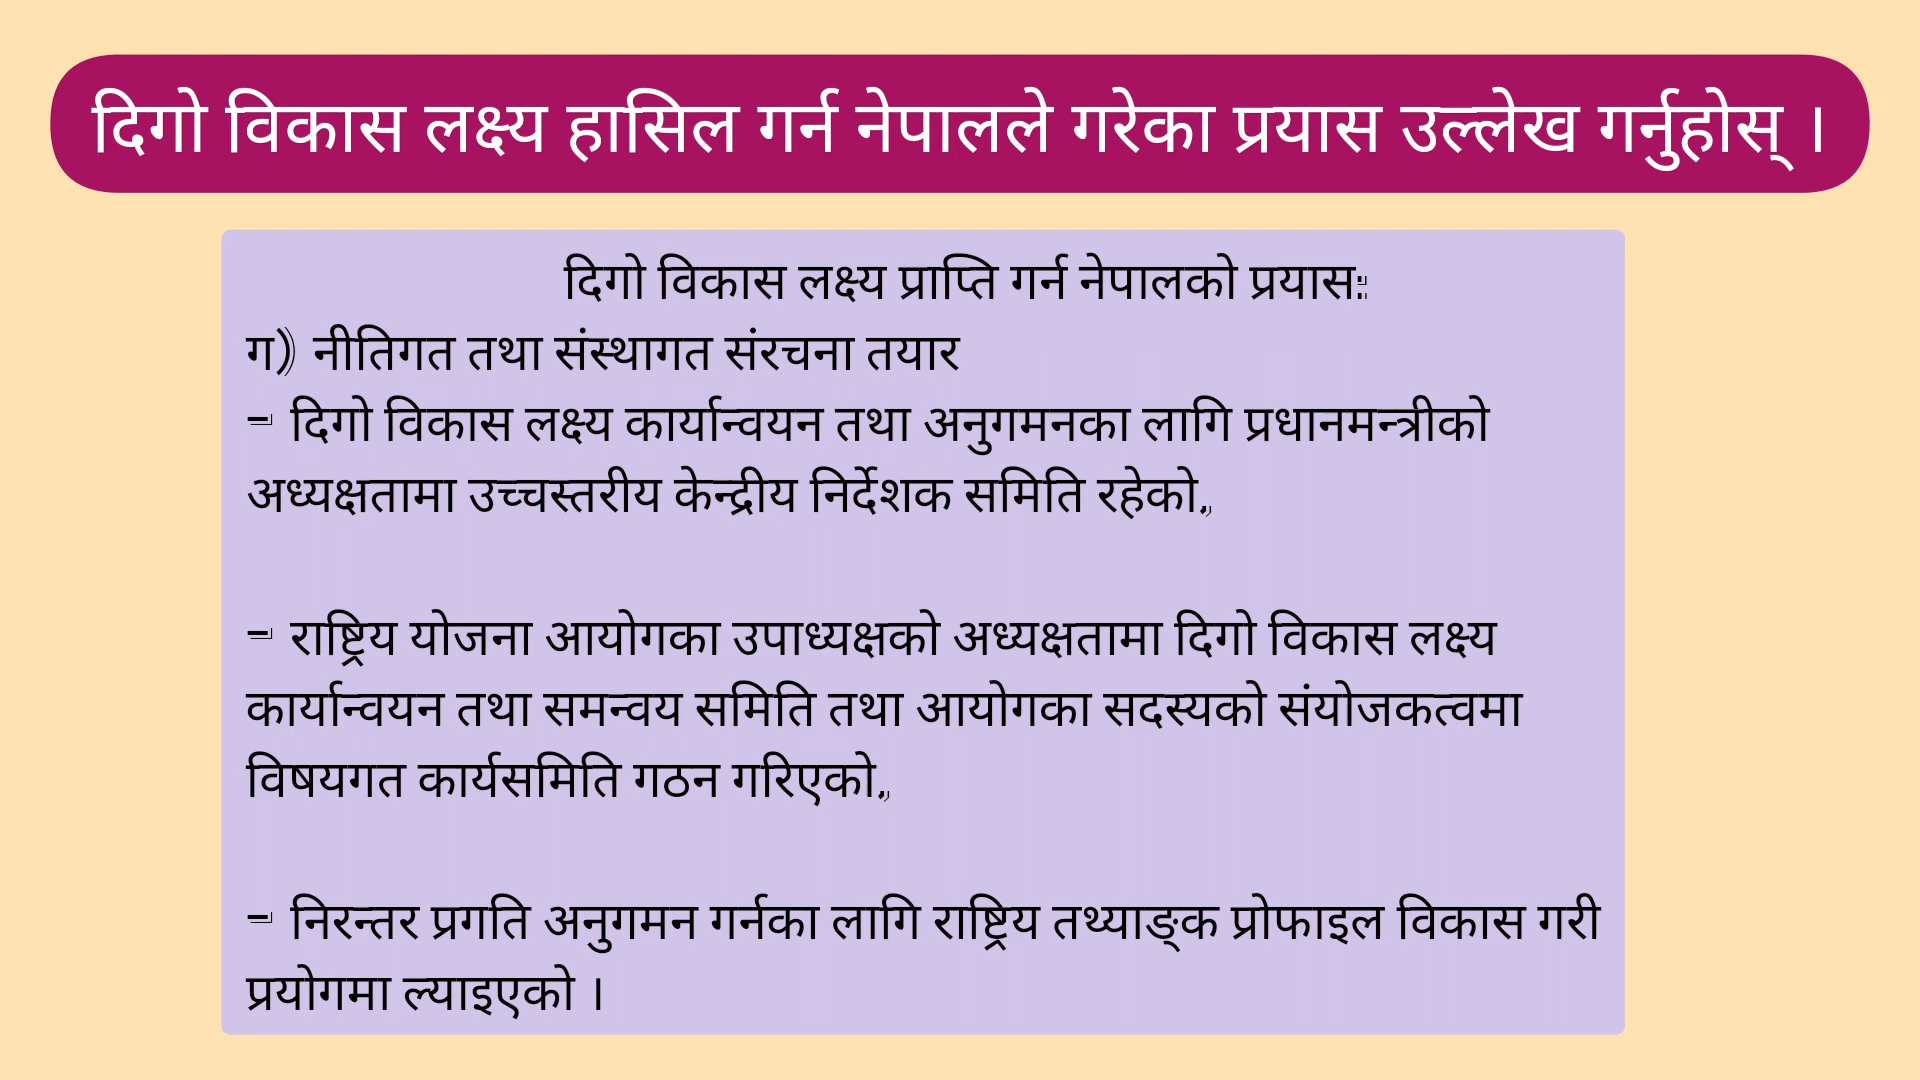 दिगो विकास लक्ष्य हासिल गर्न नेपालले गरेका प्रयास उल्लेख गर्नुहोस् ।
दिगो विकास लक्ष्य प्राप्ति गर्न नेपालको प्रयासः
ग) नीतिगत तथा संस्थागत संरचना तयार
- दिगो विकास लक्ष्य कार्यान्वयन तथा अनुगमनका लागि प्रधानमन्त्रीको
अध्यक्षतामा उच्चस्तरीय केन्द्रीय निर्देशक समिति रहेको,
- राष्ट्रिय योजना आयोगका उपाध्यक्षको अध्यक्षतामा दिगो विकास लक्ष्य
कार्यान्वयन तथा समन्वय समिति तथा आयोगका सदस्यको संयोजकत्वमा
विषयगत कार्यसमिति गठन गरिएको,
- निरन्तर प्रगति अनुगमन गर्नका लागि राष्ट्रिय तथ्याङ्क प्रोफाइल विकास गरी
प्रयोगमा ल्याइएको ।